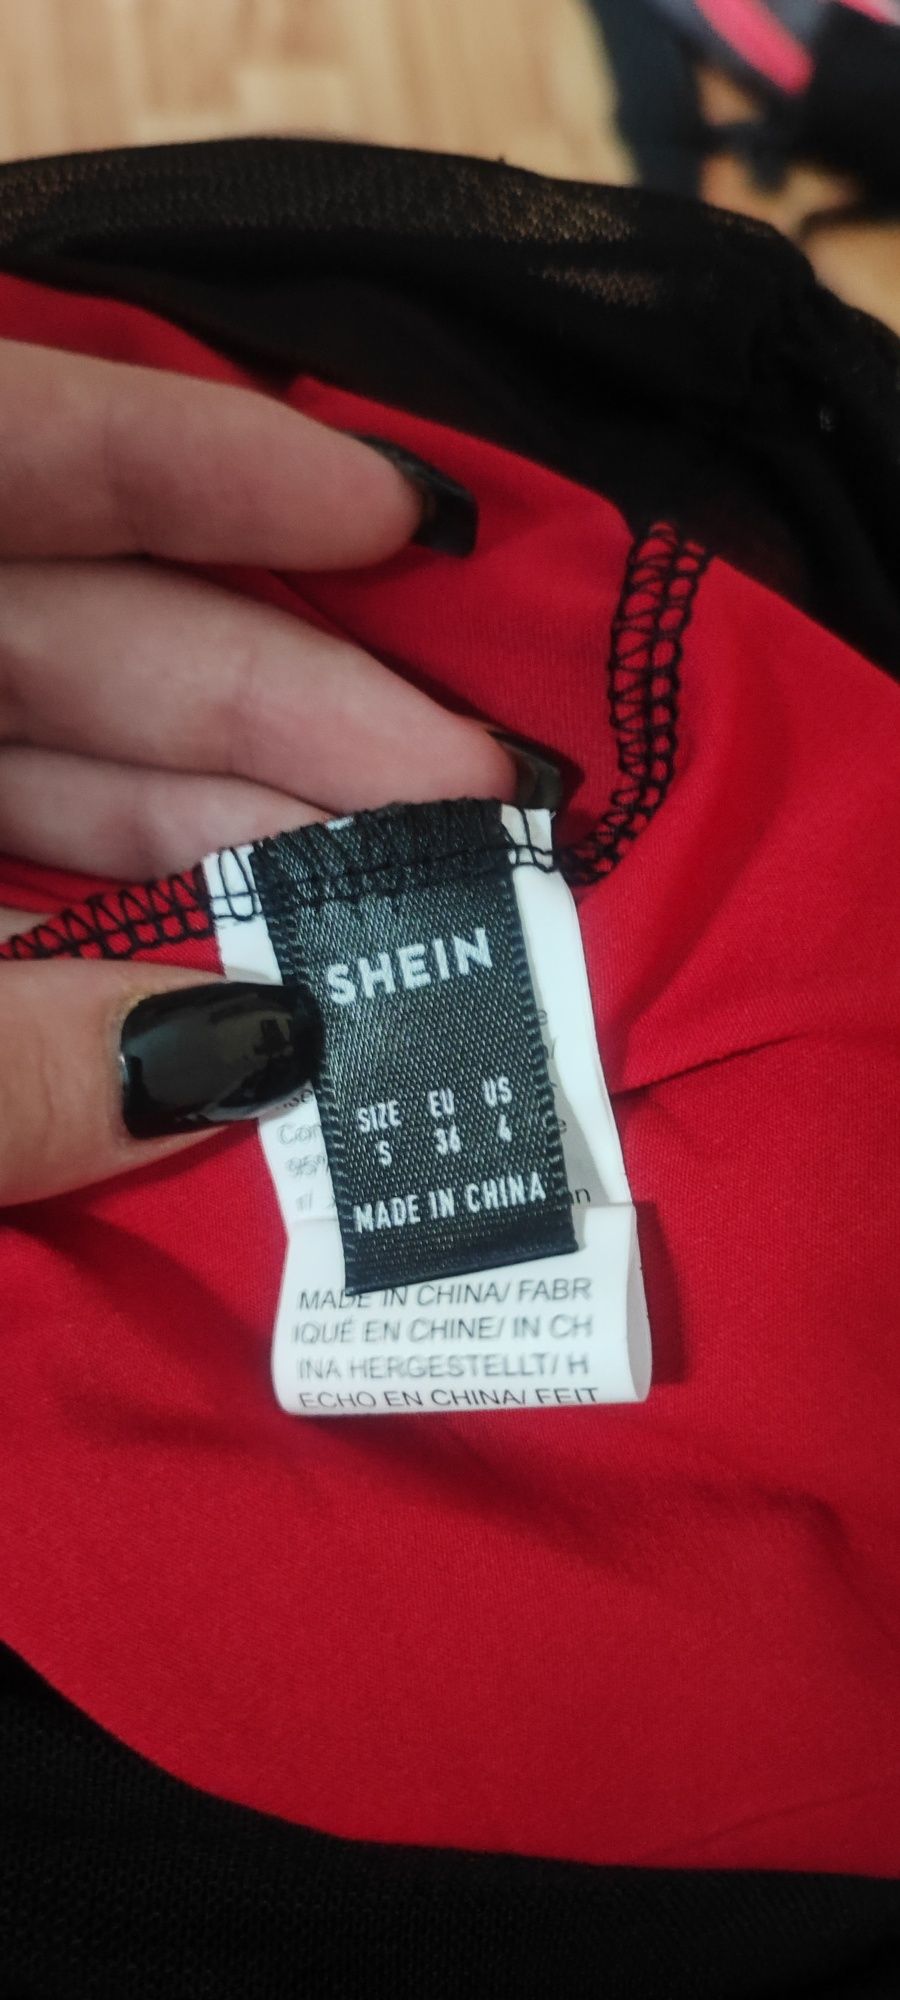 SHEIN
SIZE EU US
S 36 4
MADE IN CHINA
95%
MADE IN CHINA/ FABR
IQUÉ EN CHINE/ IN CH
INA HERGESTELLT/ H
ECHO EN CHINA/ FEIT